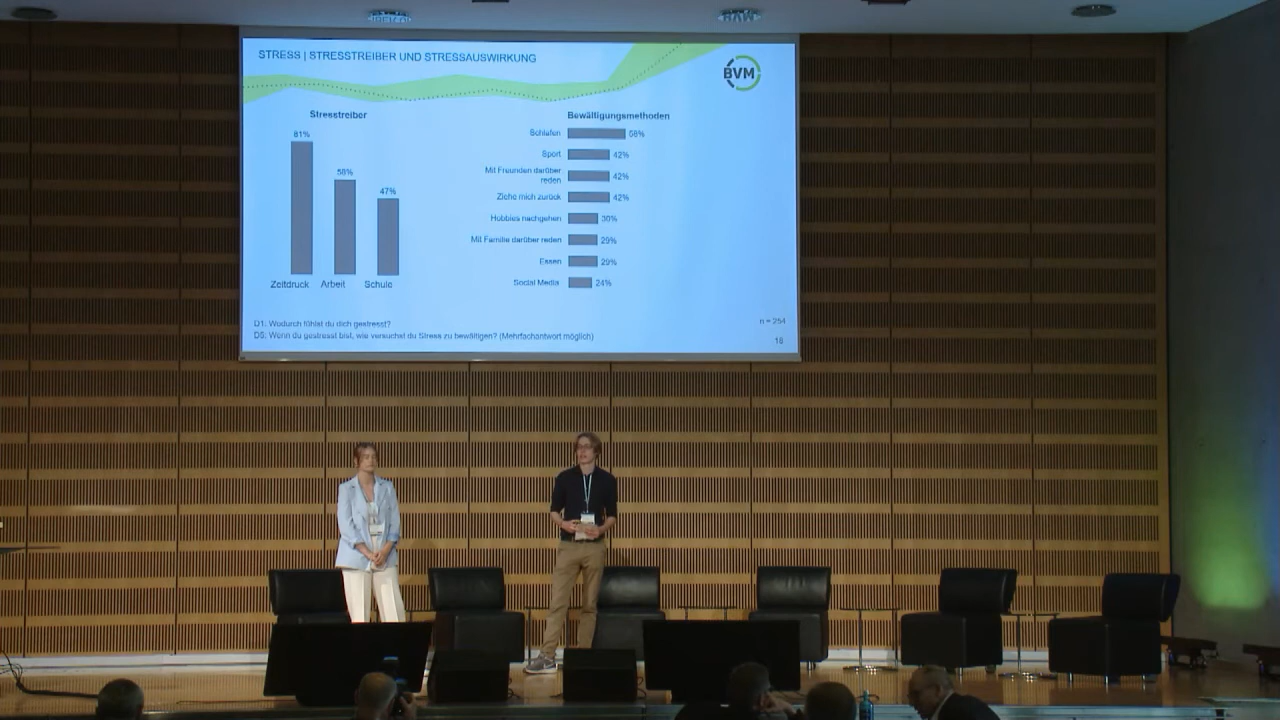 STRESS | STRESSTREIBER UND STRESSAUSWIRKUNG
BVM
Stresstreiber
81%
58%
47%
Zeitdruck Arbeit Schule
Bewältigungsmethoden
Schlafen 58%
Sport 42%
Mit Freunden darüber
reden 42%
Ziehe mich zurück 42%
Hobbies nachgehen 30%
Mit Familie darüber reden 29%
Essen 29%
Social Media 24%
D1: Wodurch fühlst du dich gestresst?
D5: Wenn du gestresst bist, wie versuchst du Stress zu bewältigen? (Mehrfachantwort möglich)
n = 254
18